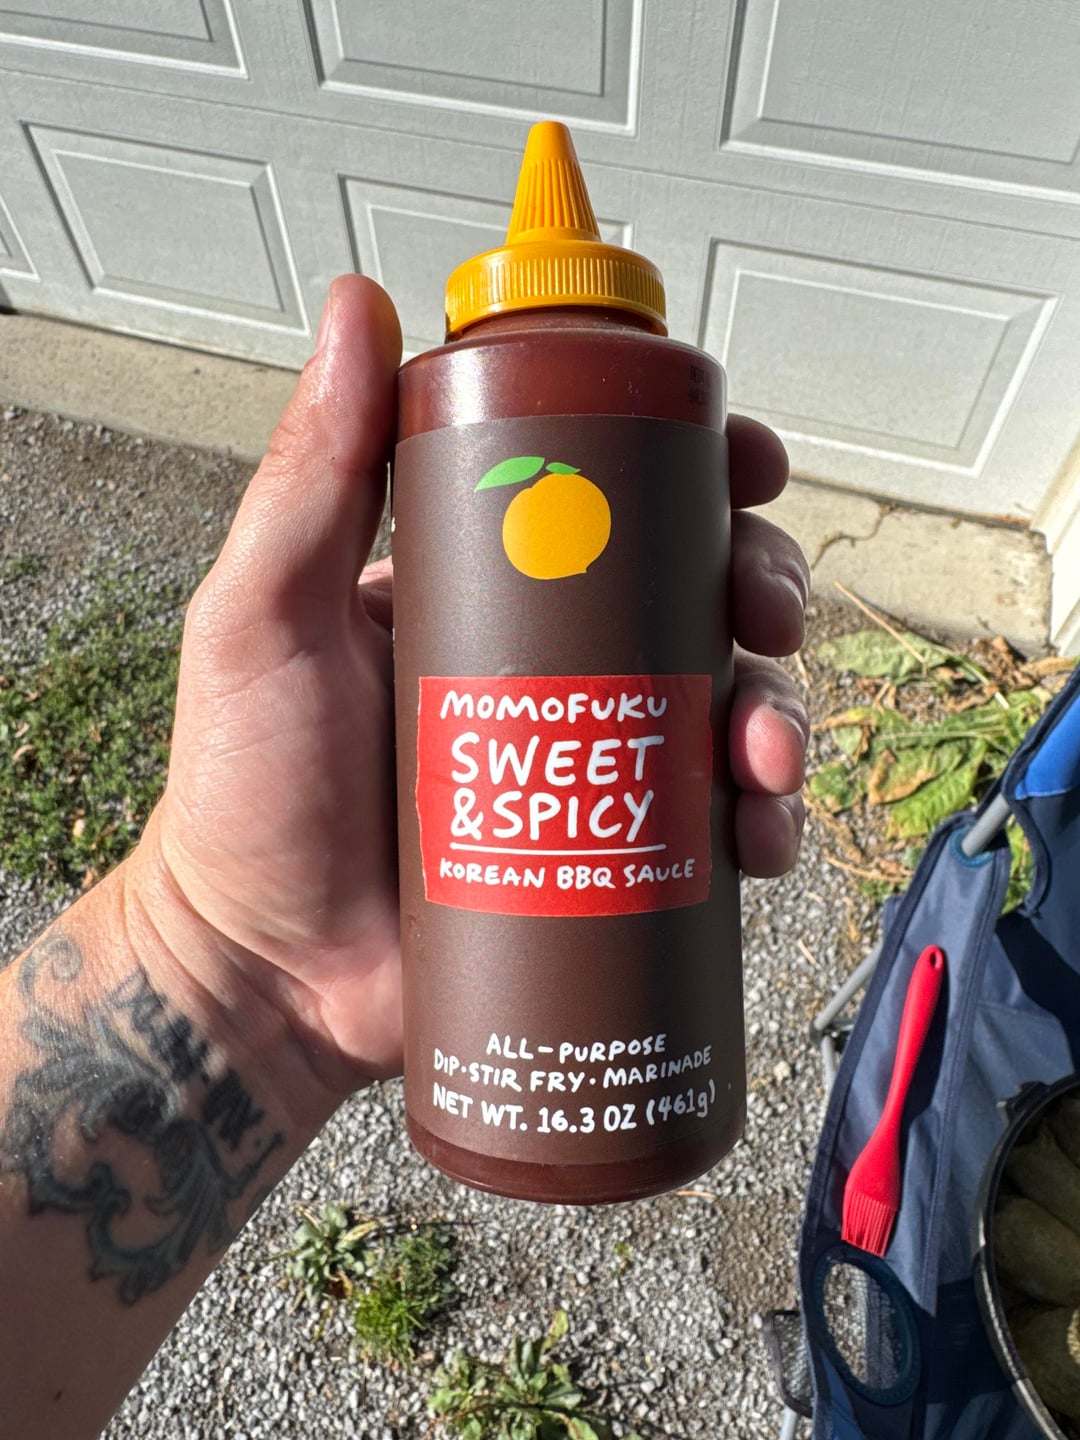 MOMOFUKU
SWEET
&SPICY
KOREAN BBQ SAUCE
ALL-PURPOSE
DIP·STIR FRY·MARINADE
NET WT. 16.3 OZ (461g)